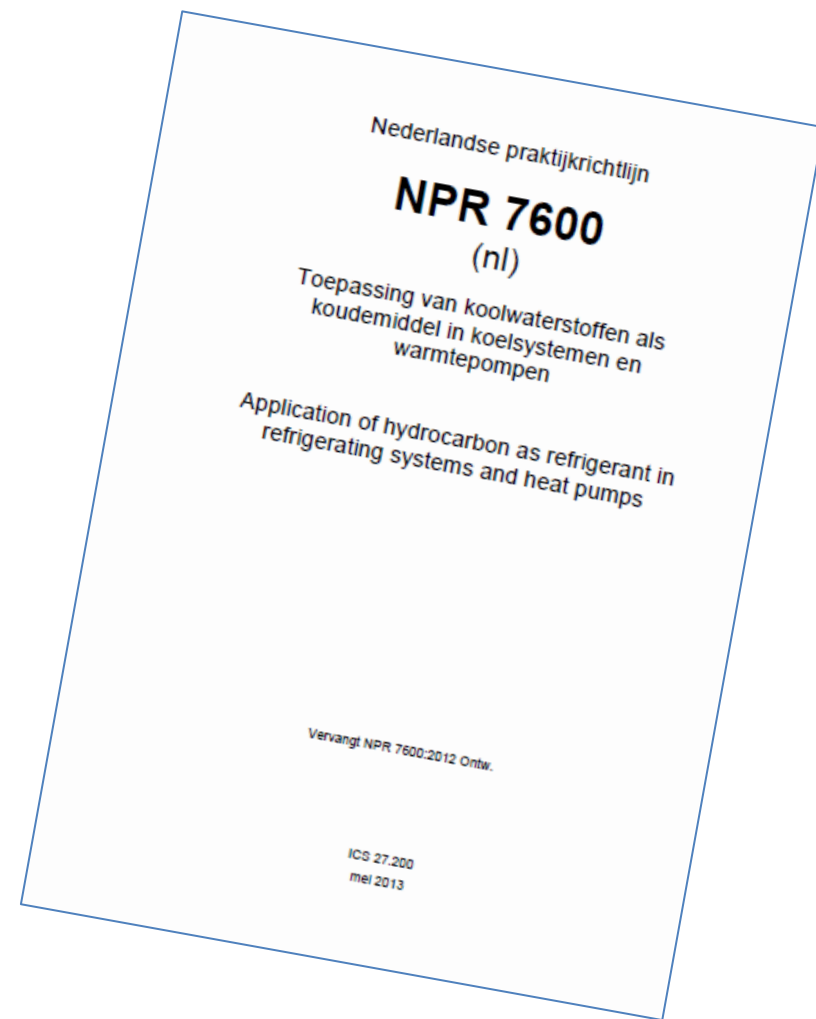 Nederlandse praktijkrichtlijn
NPR 7600
(nl)
Toepassing van koolwaterstoffen als
koudemiddel in koelsystemen en
warmtepompen
Application of hydrocarbon as refrigerant in
refrigerating systems and heat pumps
Vervangt NPR 7600:2012 Ontw.
ICS 27.200
mei 2013